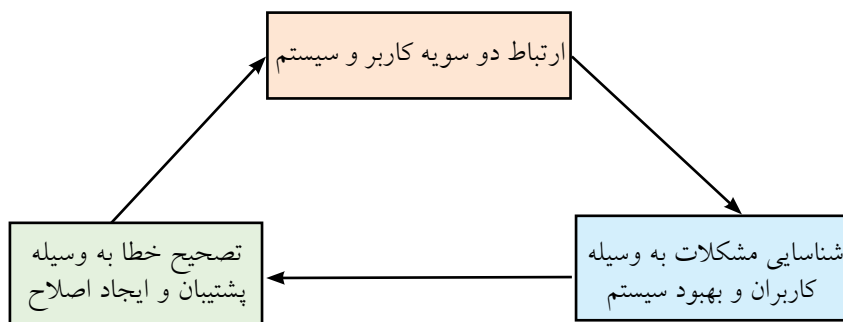 ارتباط دو سویه کاربر و سیستم
شناسایی مشکلات به وسیله
کاربران و بهبود سیستم
تصحیح خطا به وسیله
پشتیبان و ایجاد اصلاح